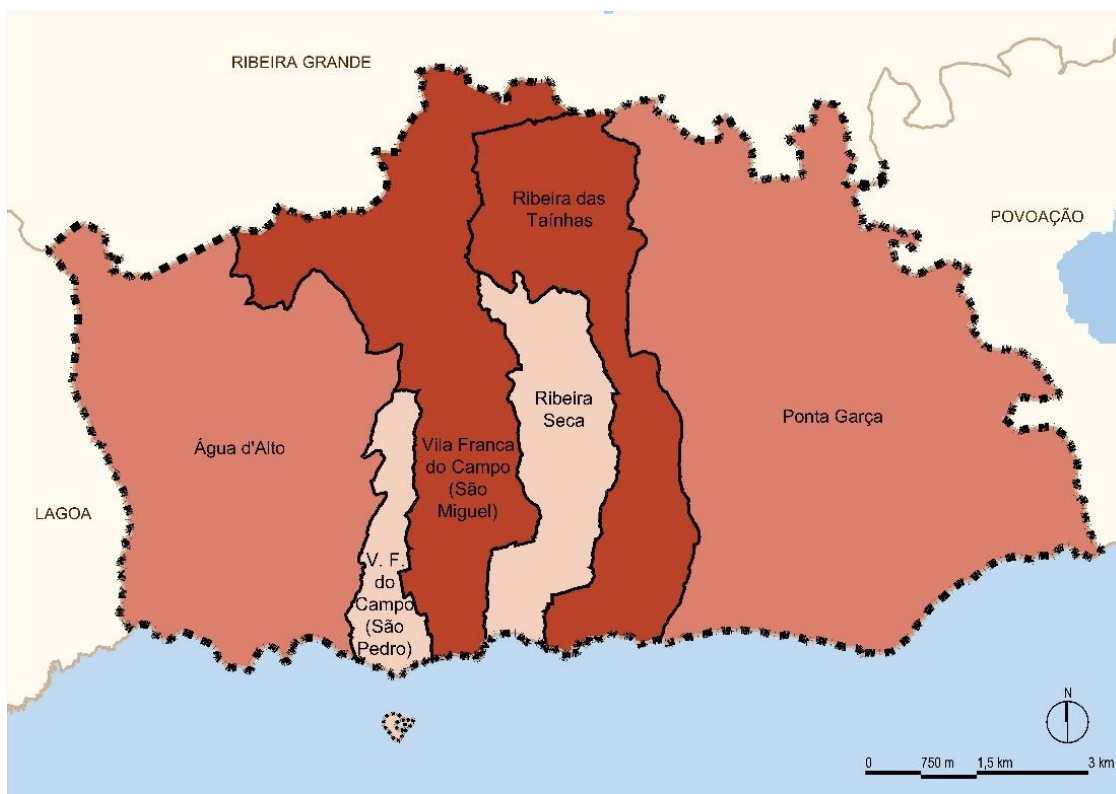 RIBEIRA GRANDE
Ribeira das
Taínhas
POVOAÇÃO
Ribeira
Seca
Ponta Garça
Água d'Alto
Vila Franca
do Campo
(São
Miguel)
LAGOA
V. F.
do
Campo
(São
Pedro)
N
0 750 m 1,5 km 3 km